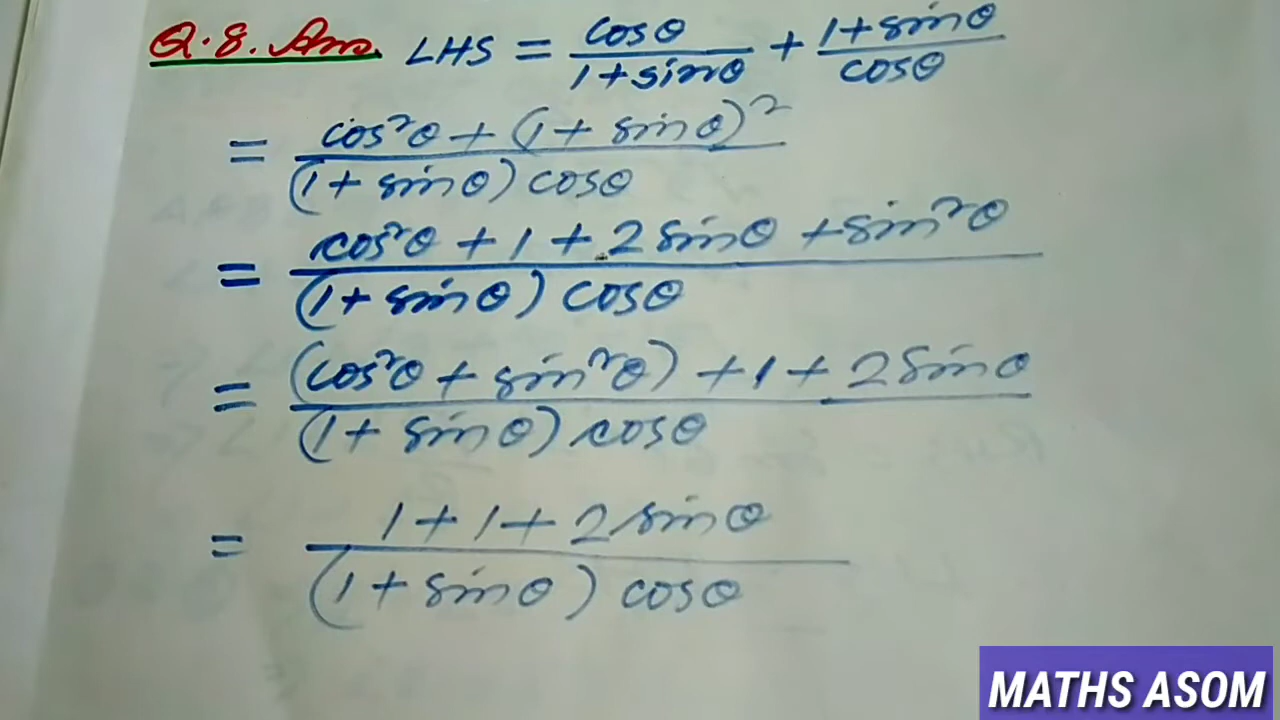 Q.8. Ans. LHS = cosθ/(1+sinθ) + (1+sinθ)/cosθ
= (cos²θ + (1+sinθ)²)/((1+sinθ) cosθ)
= (cos²θ + 1 + 2sinθ + sin²θ)/((1+sinθ) cosθ)
= ((cos²θ + sin²θ) + 1 + 2sinθ)/((1+sinθ) cosθ)
= (1 + 1 + 2sinθ)/((1+sinθ) cosθ)
MATHS ASOM